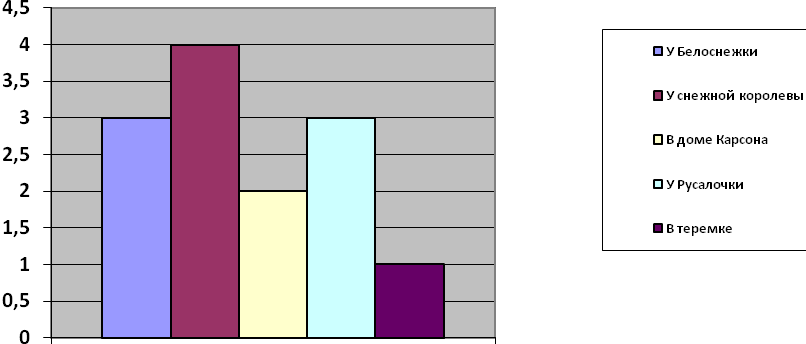 4,5
4
3,5
3
2,5
2
1,5
1
0,5
0
У Белоснежки
У снежной королевы
В доме Карсона
У Русалочки
В теремке